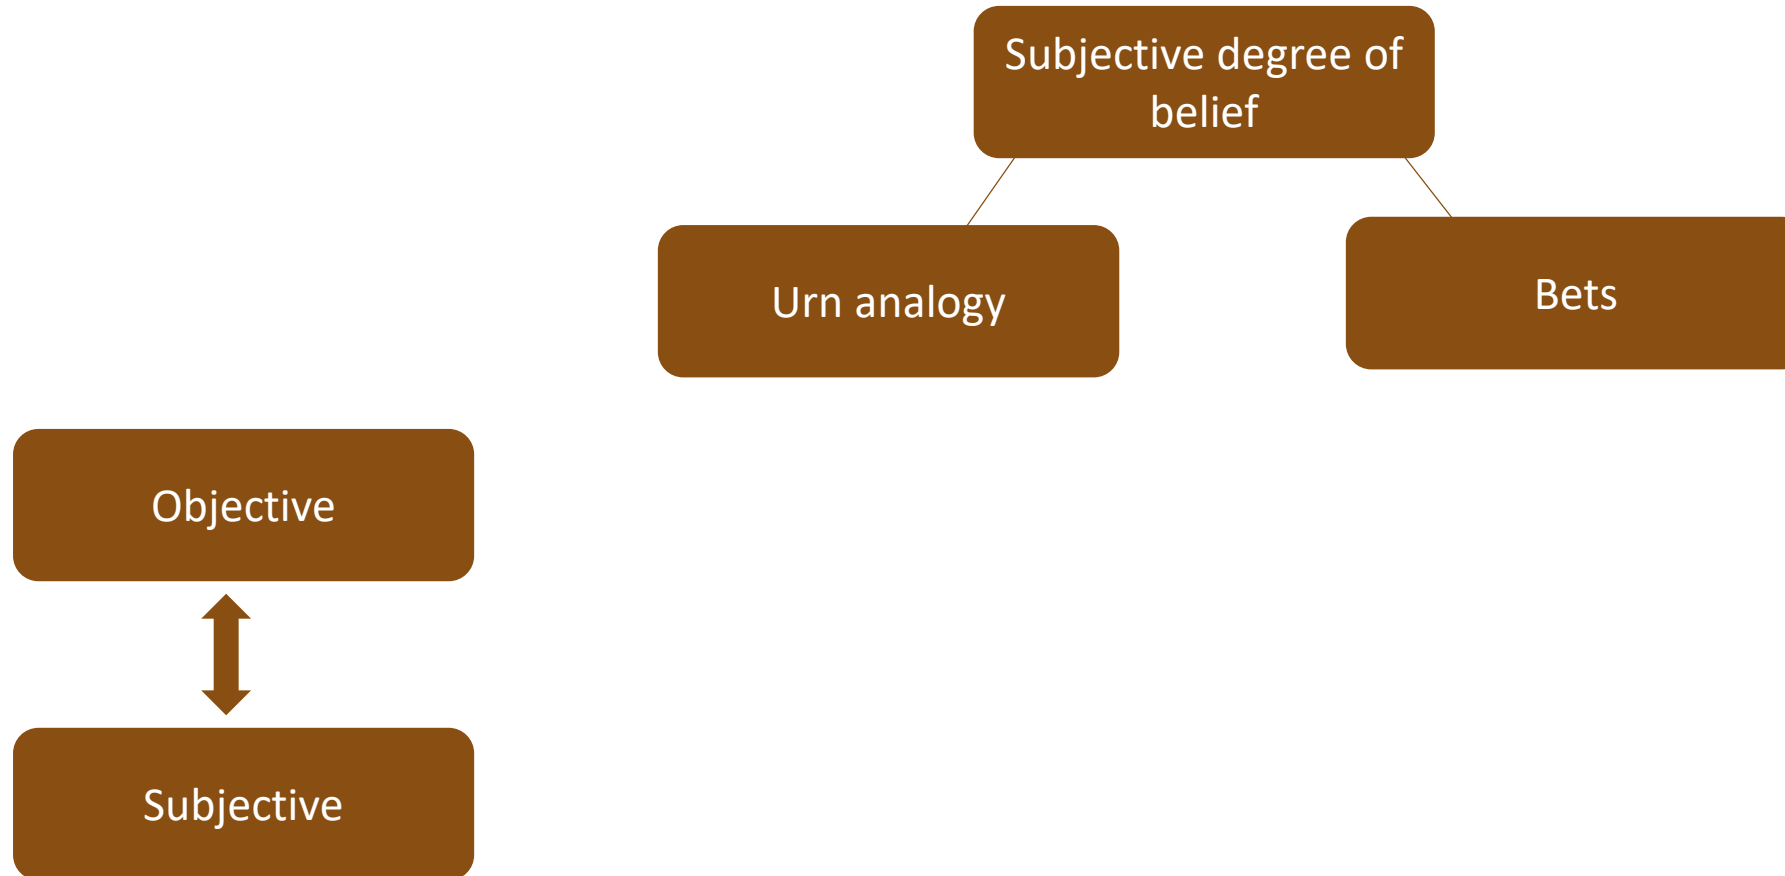 Subjective degree of
belief
Urn analogy
Bets
Objective
Subjective